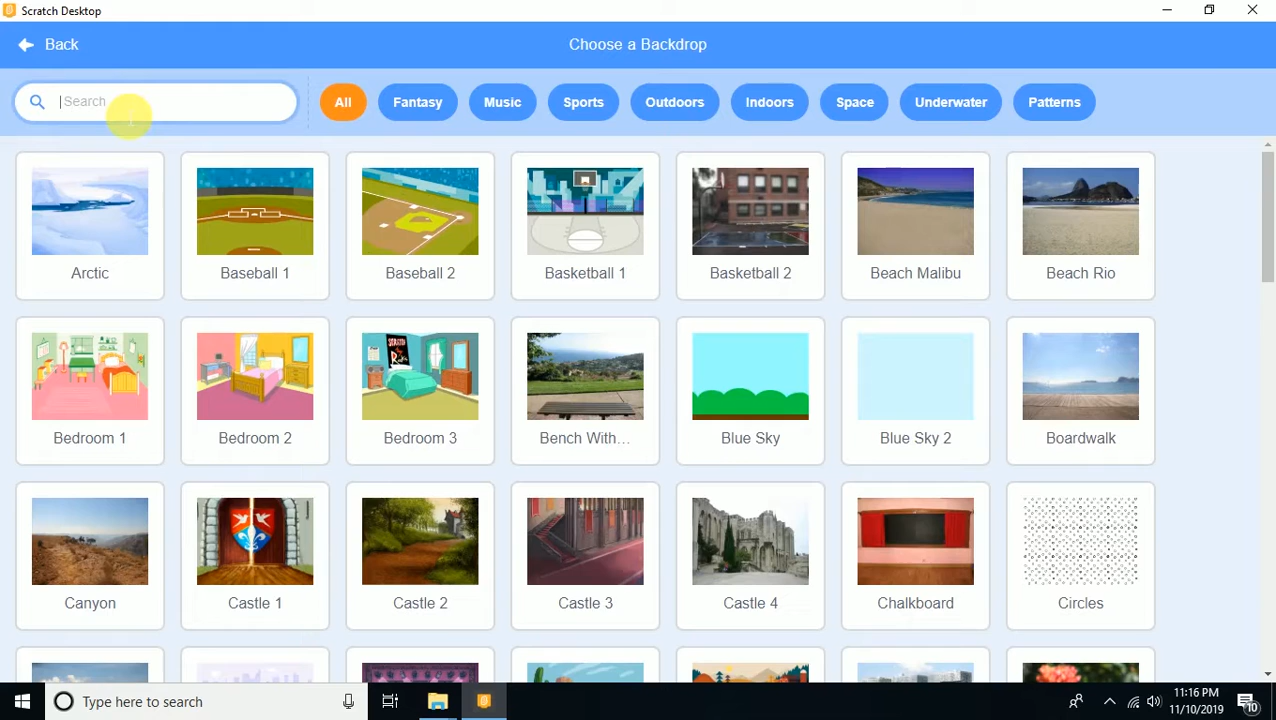 Scratch Desktop
Back
Choose a Backdrop
Search
All
Fantasy
Music
Sports
Outdoors
Indoors
Space
Underwater
Patterns
Arctic
Baseball 1
Baseball 2
Basketball 1
Basketball 2
Beach Malibu
Beach Rio
Bedroom 1
Bedroom 2
SCRATCH
Bedroom 3
Bench With...
Blue Sky
Blue Sky 2
Boardwalk
Canyon
Castle 1
Castle 2
Castle 3
Castle 4
Chalkboard
Circles
Type here to search
11:16 PM
11/10/2019
10